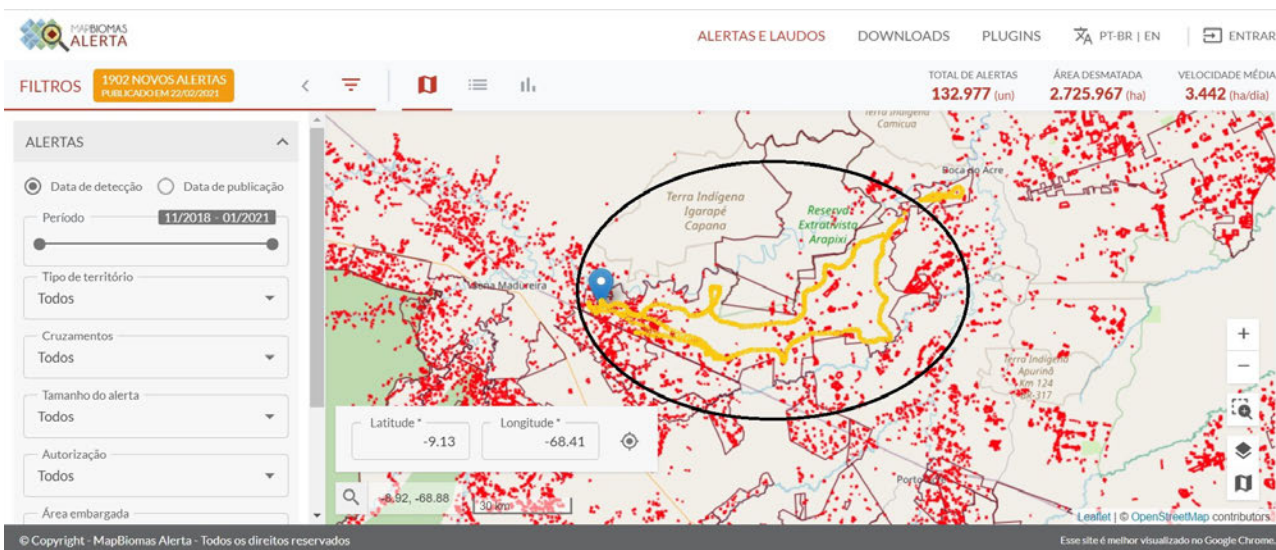 MAPBIOMAS
ALERTA
ALERTAS E LAUDOS
DOWNLOADS
PLUGINS
PT-BR | EN
ENTRAR
FILTROS
1902 NOVOS ALERTAS
PUBLICADO EM 22/02/2021
TOTAL DE ALERTAS
132.977 (un)
ÁREA DESMATADA
2.725.967 (ha)
VELOCIDADE MÉDIA
3.442 (ha/dia)
ALERTAS
Data de detecção
Data de publicação
Período
11/2018 - 01/2021
Tipo de território
Todos
Cruzamentos
Todos
Tamanho do alerta
Todos
Autorização
Todos
Área embargada
Terra Indígena
Camicua
Boca do Acre
Terra Indígena
Igarapé
Capana
Reserva
Extrativista
Arapixi
Sena Madureira
Terra Indígena
Apurinã
Km 124
BR-317
Latitude *
-9.13
Longitude *
-68.41
-8.92, -68.88
30 km
+
−
Leaflet | © OpenStreetMap contributors
© Copyright - MapBiomas Alerta - Todos os direitos reservados
Esse site é melhor visualizado no Google Chrome.